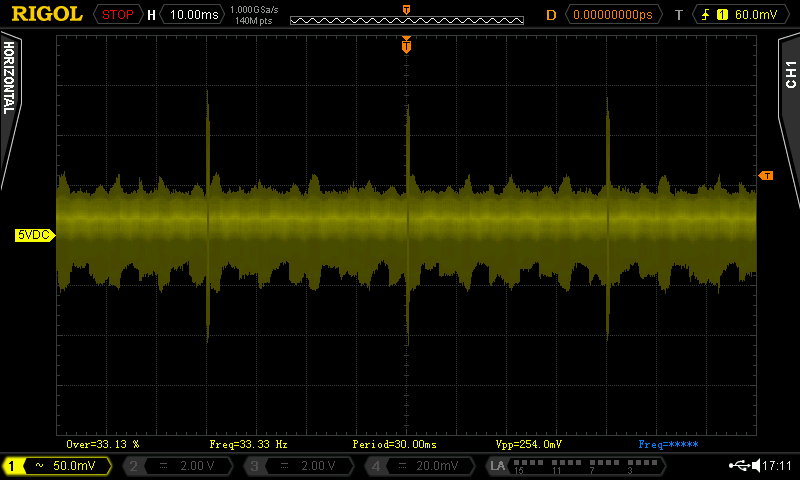 RIGOL STOP H 10.00ms 1.000GSa/s 140M pts D 0.00000000ps T 1 60.0mV
T
T
HORIZONTAL
CH1
T
5VDC
Over=33.13 % Freq=33.33 Hz Period=30.00ms Vpp=254.0mV Freq=*****
1 ~ 50.0mV 2 = 2.00 V 3 = 2.00 V 4 = 20.0mV LA 15 11 7 3 17:11